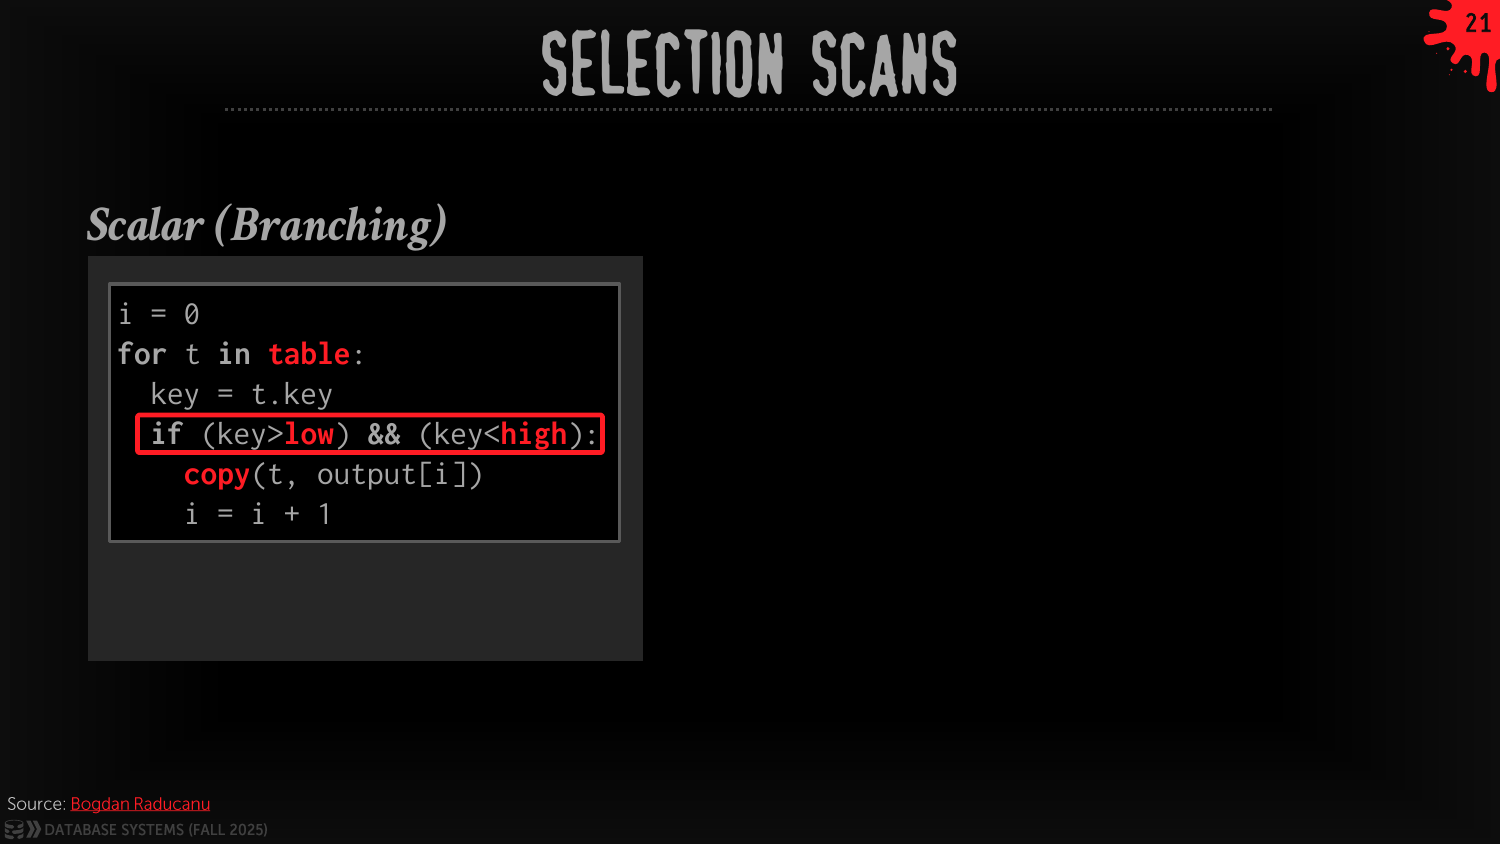 SELECTION SCANS
21
Scalar (Branching)
i = 0
for t in table:
  key = t.key
  if (key>low) && (key<high):
    copy(t, output[i])
    i = i + 1
Source: Bogdan Raducanu
DATABASE SYSTEMS (FALL 2025)